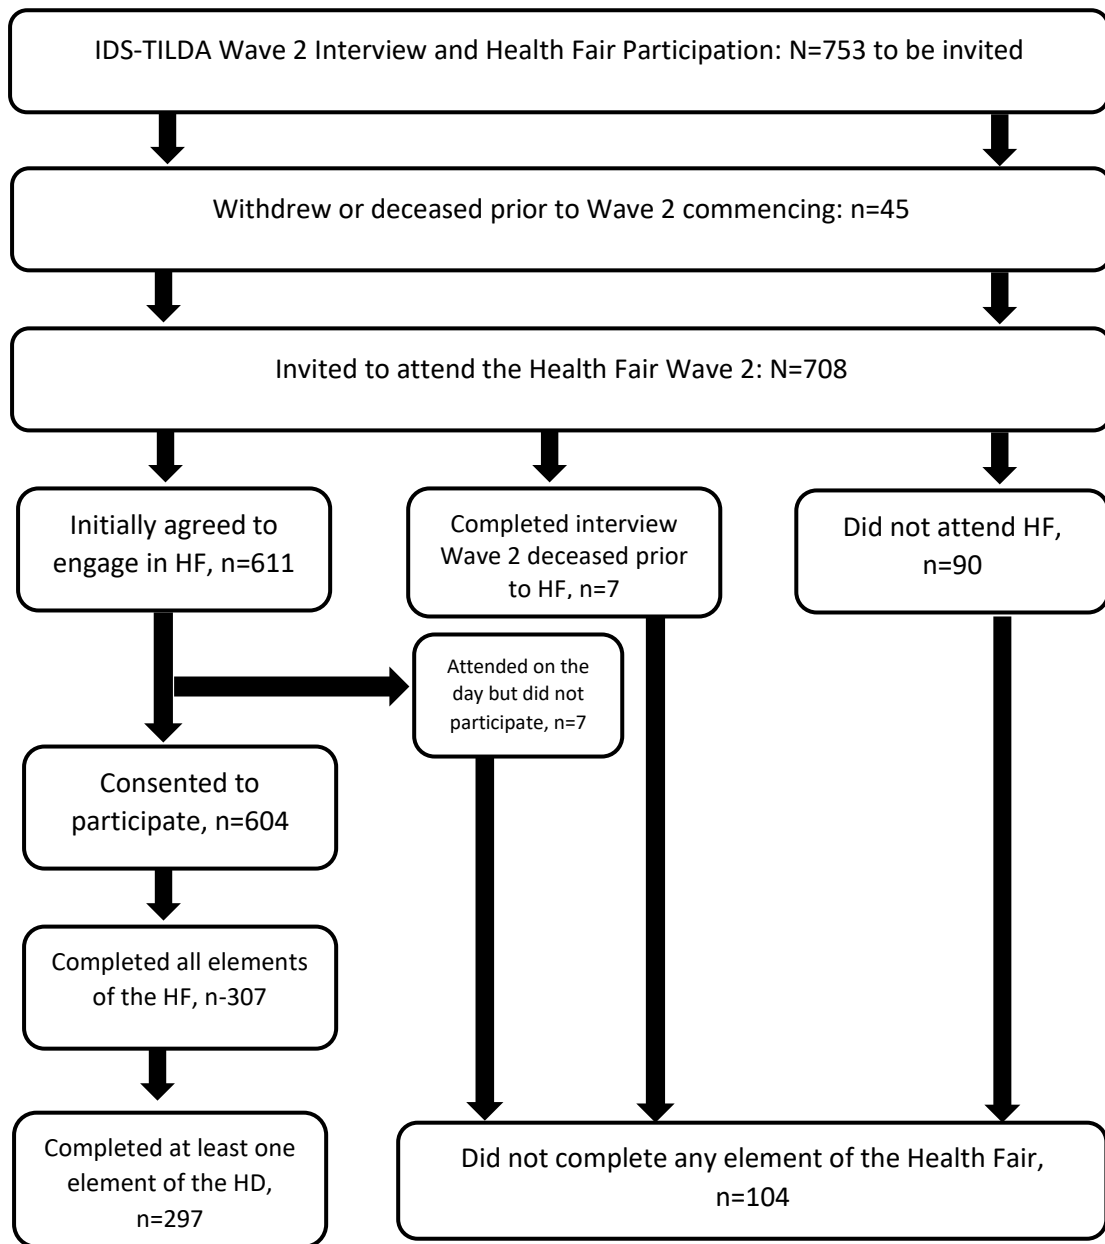 IDS-TILDA Wave 2 Interview and Health Fair Participation: N=753 to be invited
Withdrew or deceased prior to Wave 2 commencing: n=45
Invited to attend the Health Fair Wave 2: N=708
Initially agreed to
engage in HF, n=611
Completed interview
Wave 2 deceased prior
to HF, n=7
Did not attend HF,
n=90
Attended on the
day but did not
participate, n=7
Consented to
participate, n=604
Completed all elements
of the HF, n-307
Completed at least one
element of the HD,
n=297
Did not complete any element of the Health Fair,
n=104